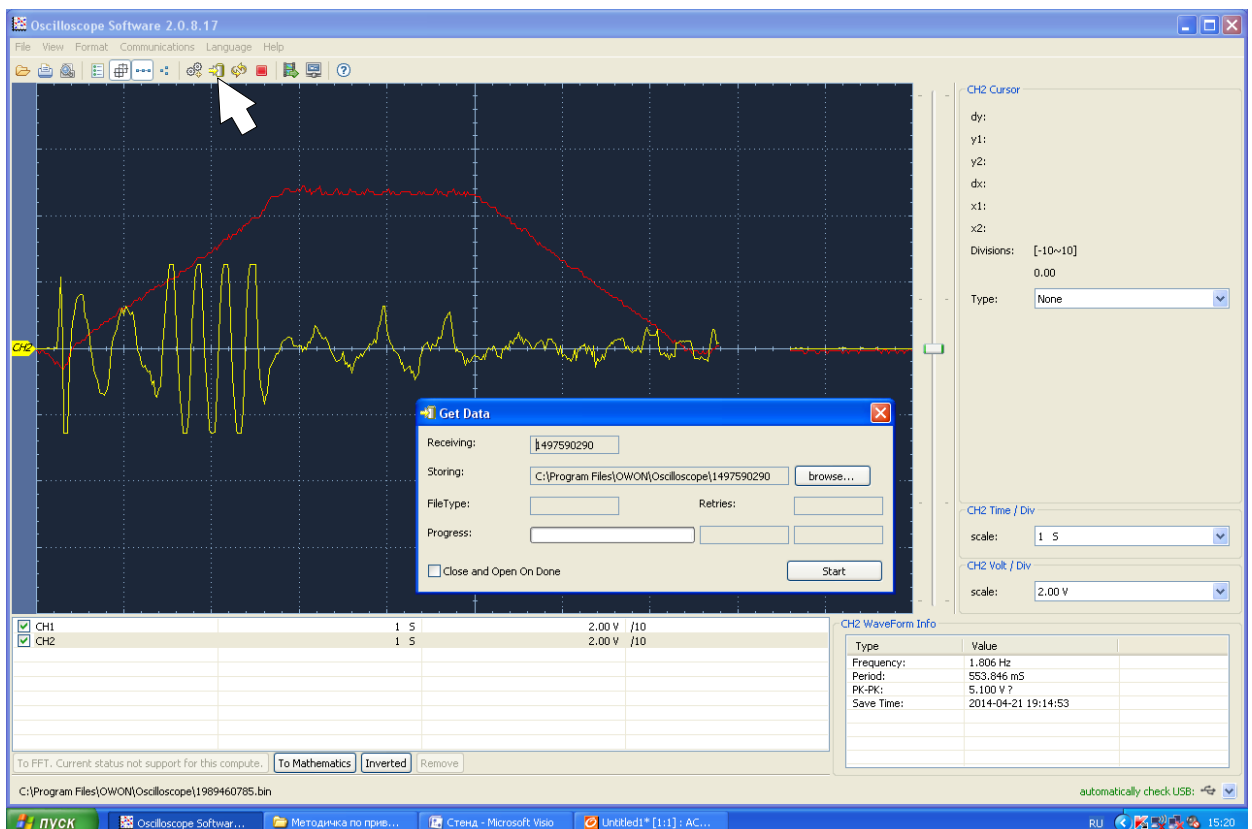 Oscilloscope Software 2.0.8.17
File View Format Communications Language Help
CH2 Cursor
dy:
y1:
y2:
dx:
x1:
x2:
Divisions: [-10~10]
0.00
Type: None
CH2
Get Data
Receiving: 1497590290
Storing: C:\Program Files\OWON\Oscilloscope\1497590290 browse...
FileType: Retries:
Progress:
Close and Open On Done Start
CH2 Time / Div
scale: 1 S
CH2 Volt / Div
scale: 2.00 V
CH1 1 S 2.00 V /10
CH2 1 S 2.00 V /10
CH2 WaveForm Info
Type Value
Frequency: 1.806 Hz
Period: 553.846 mS
PK-PK: 5.100 V ?
Save Time: 2014-04-21 19:14:53
To FFT. Current status not support for this compute. To Mathematics Inverted Remove
C:\Program Files\OWON\Oscilloscope\1989460785.bin automatically check USB:
пуск Oscilloscope Softwar... Методичка по прив... Стенд - Microsoft Visio Untitled1* [1:1] : AC... RU 15:20